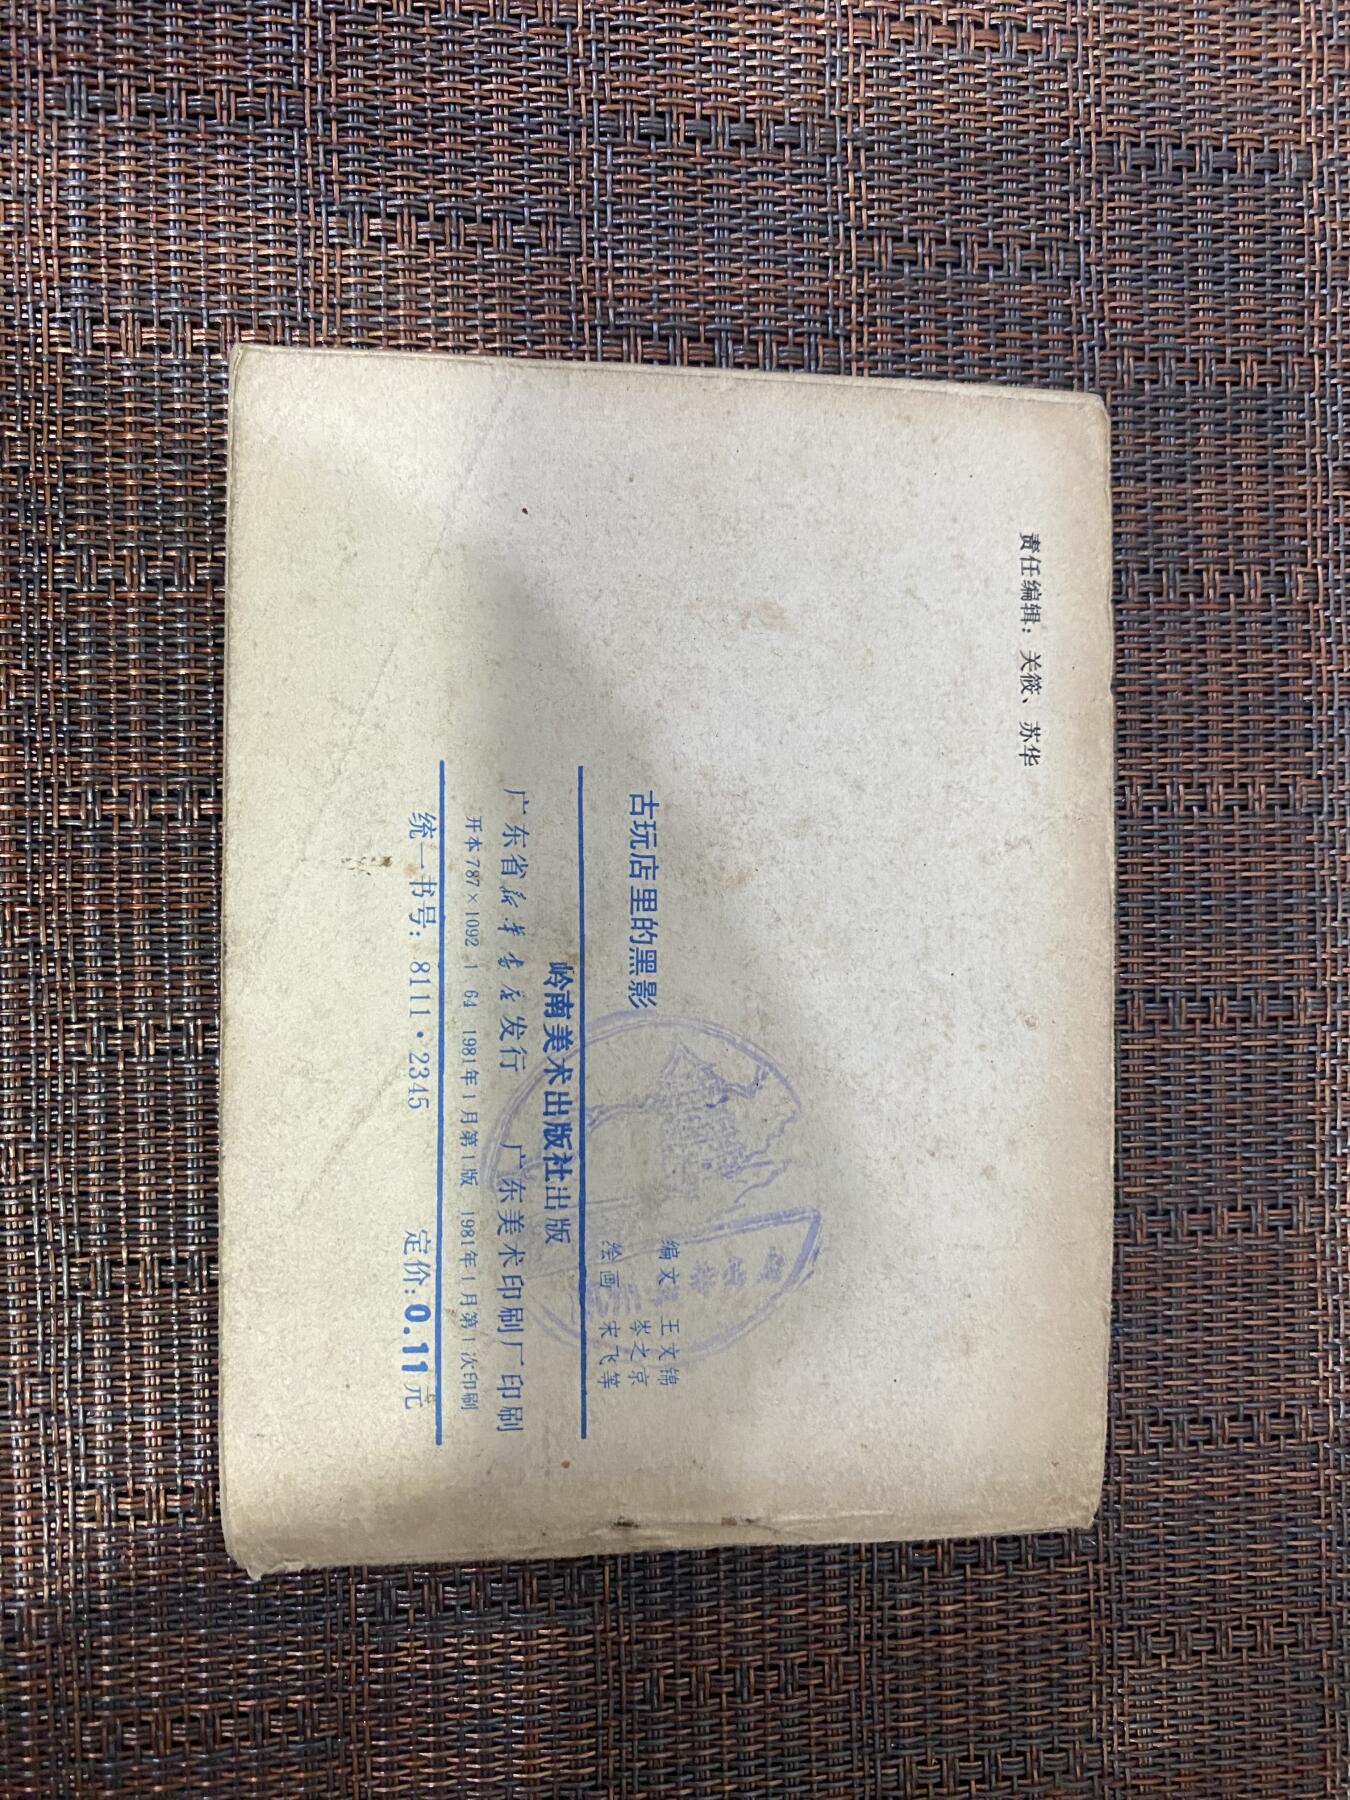 责任编辑：关筱、苏华
古玩店里的黑影
编文 王文锦
岑之京
绘画 宋飞等
岭南美术出版社出版
广东省新华书店发行 广东美术印刷厂印刷
开本787×1092 1 64 1981年1月第1版 1981年1月第1次印刷
统一书号：8111·2345 定价：0.11元